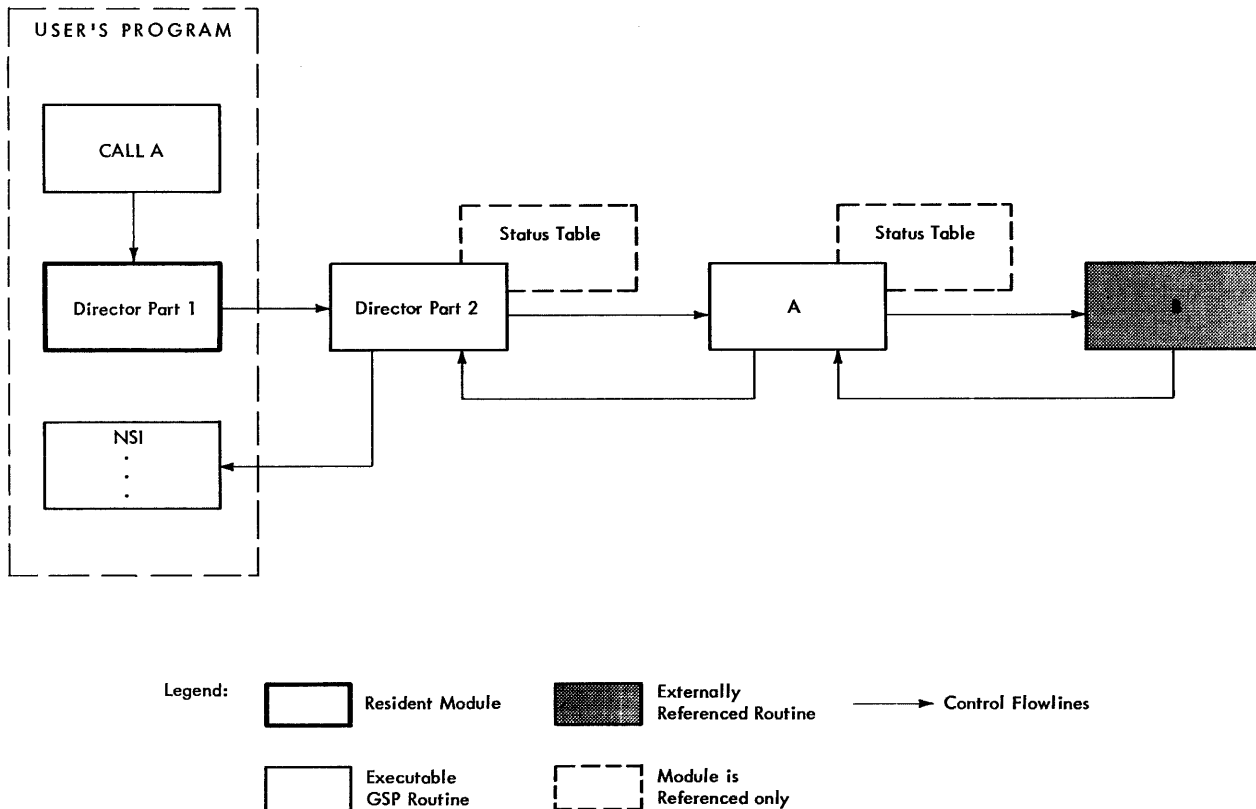 USER'S PROGRAM
CALL A
Status Table
Status Table
Director Part 1
Director Part 2
A
B
NSI
Legend:
Resident Module
Externally
Referenced Routine
Control Flowlines
Executable
GSP Routine
Module is
Referenced only